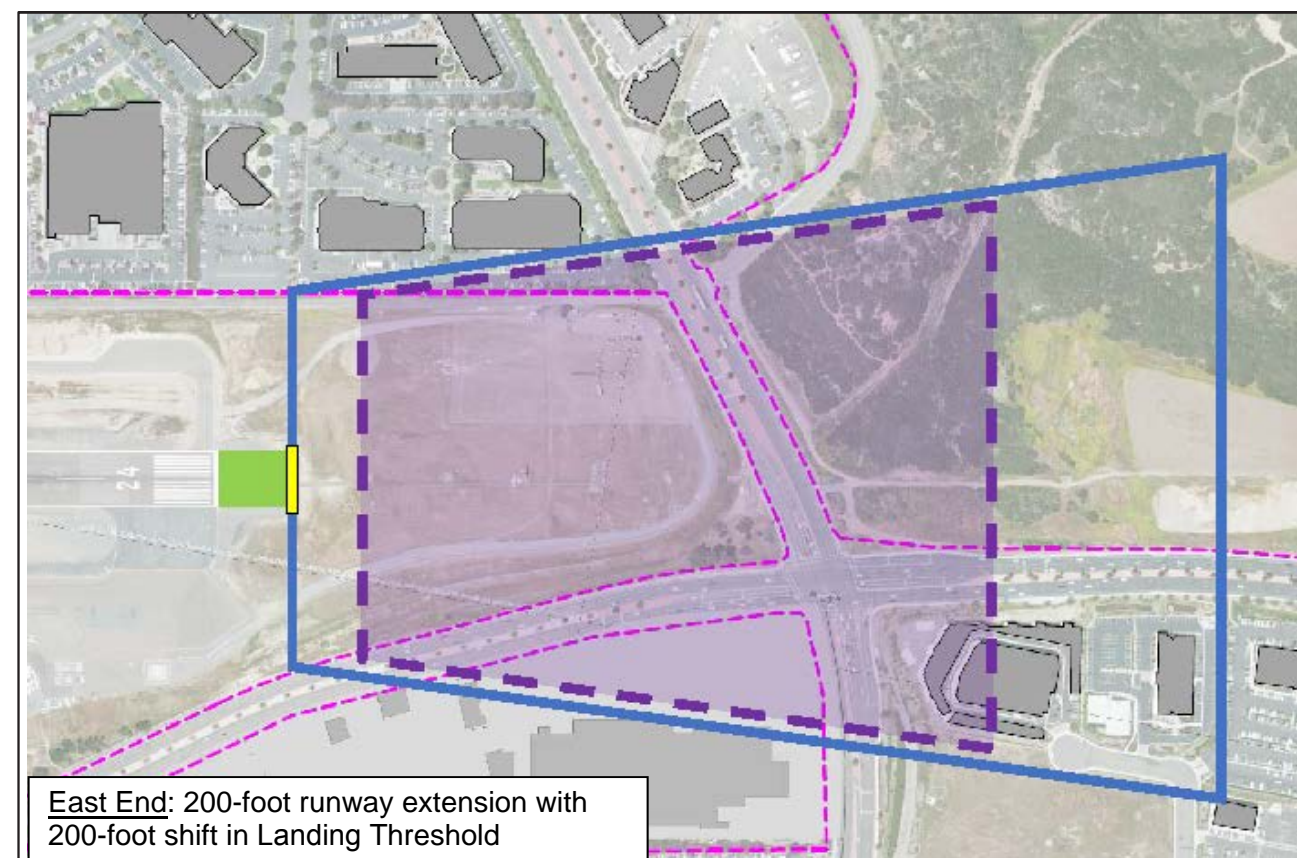 24
East End: 200-foot runway extension with
200-foot shift in Landing Threshold